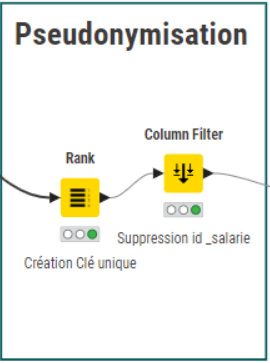 Pseudonymisation
Column Filter
Rank
Suppression id _salarie
Création Clé unique